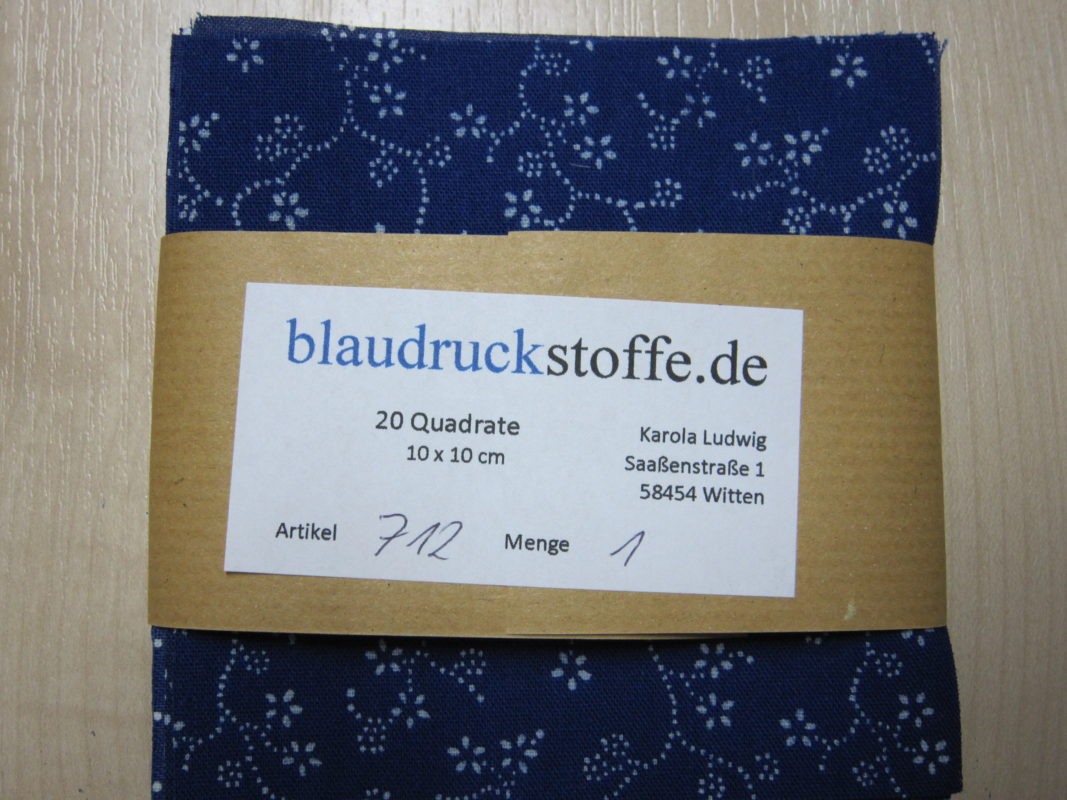 blaudruckstoffe.de
20 Quadrate
10 x 10 cm
Karola Ludwig
Saaßenstraße 1
58454 Witten
Artikel 712 Menge 1